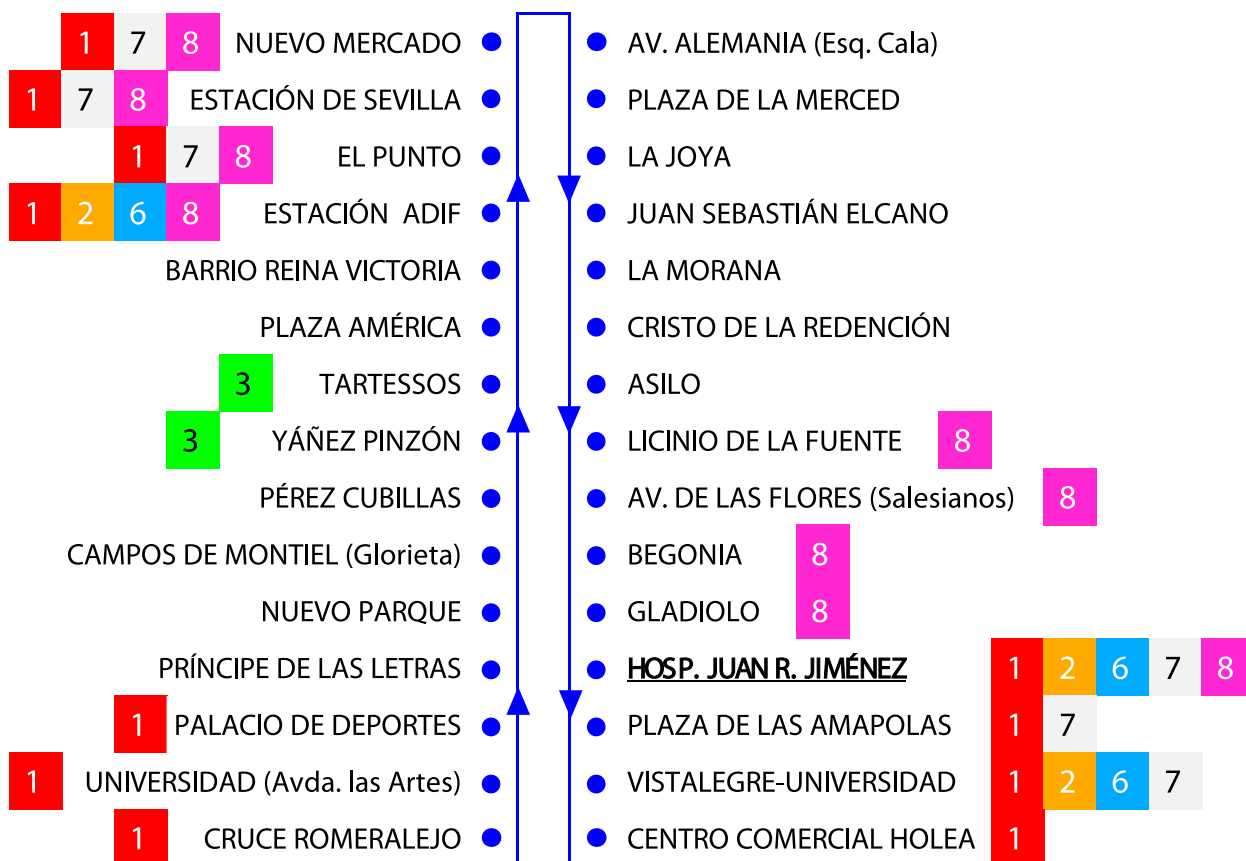 1 7 8 NUEVO MERCADO
AV. ALEMANIA (Esq. Cala)
1 7 8 ESTACIÓN DE SEVILLA
PLAZA DE LA MERCED
1 7 8 EL PUNTO
LA JOYA
1 2 6 8 ESTACIÓN ADIF
JUAN SEBASTIÁN ELCANO
BARRIO REINA VICTORIA
LA MORANA
PLAZA AMÉRICA
CRISTO DE LA REDENCIÓN
3 TARTESSOS
ASILO
3 YÁÑEZ PINZÓN
LICINIO DE LA FUENTE 8
PÉREZ CUBILLAS
AV. DE LAS FLORES (Salesianos) 8
CAMPOS DE MONTIEL (Glorieta)
BEGONIA 8
NUEVO PARQUE
GLADIOLO 8
PRÍNCIPE DE LAS LETRAS
HOSP. JUAN R. JIMÉNEZ 1 2 6 7 8
1 PALACIO DE DEPORTES
PLAZA DE LAS AMAPOLAS 1 7
1 UNIVERSIDAD (Avda. las Artes)
VISTALEGRE-UNIVERSIDAD 1 2 6 7
1 CRUCE ROMERALEJO
CENTRO COMERCIAL HOLEA 1